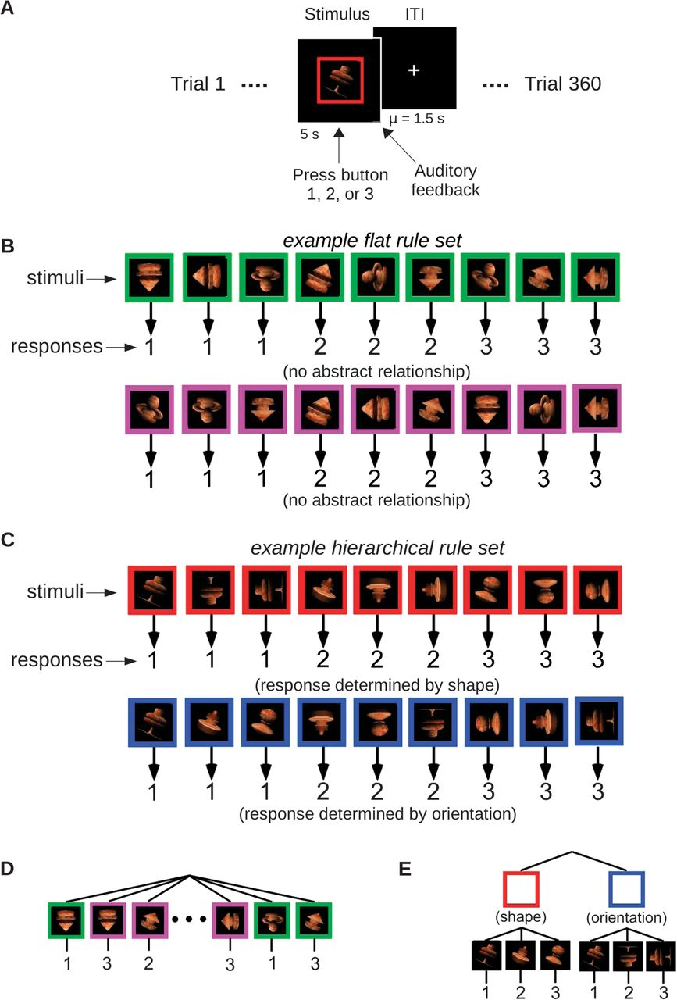 A
Stimulus ITI
Trial 1 .... + .... Trial 360
μ = 1.5 s
5 s
Press button
1, 2, or 3
Auditory
feedback
B
example flat rule set
stimuli
responses 1 1 1 2 2 2 3 3 3
(no abstract relationship)
1 1 1 2 2 2 3 3 3
(no abstract relationship)
C
example hierarchical rule set
stimuli
responses 1 1 1 2 2 2 3 3 3
(response determined by shape)
1 1 1 2 2 2 3 3 3
(response determined by orientation)
D
...
1 3 2 3 1 3
E
(shape) (orientation)
1 2 3 1 2 3